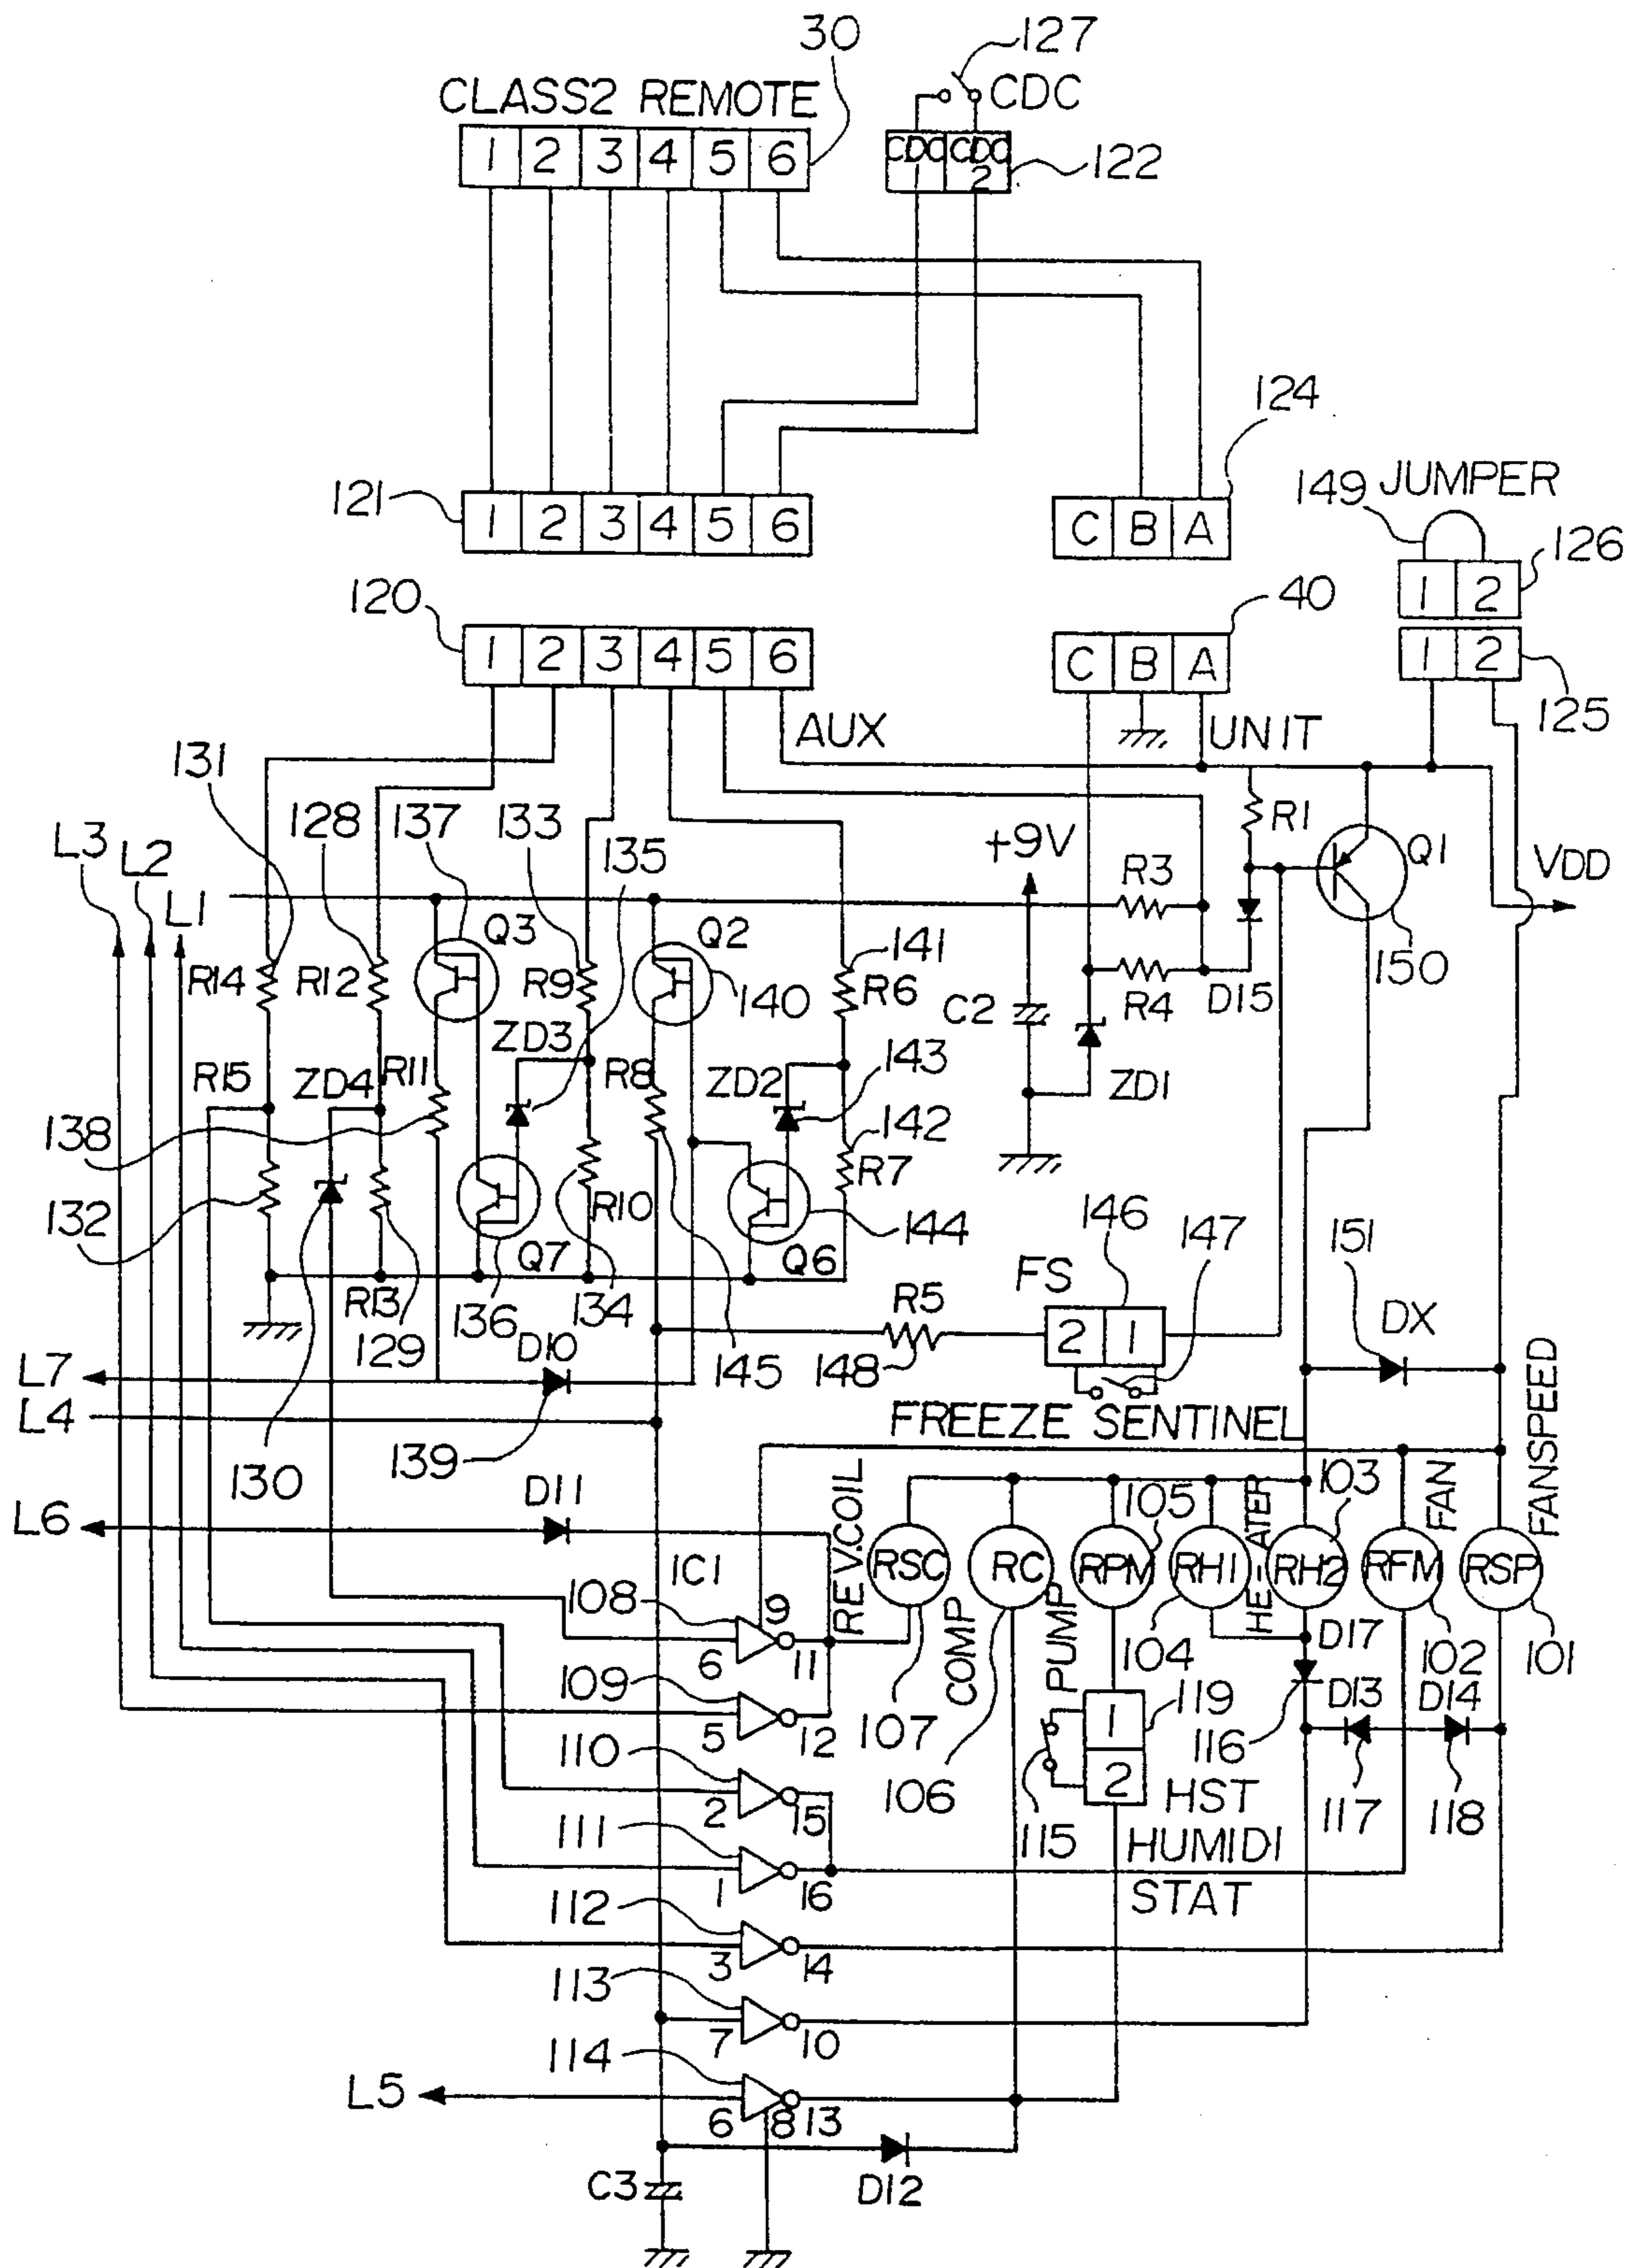 30
127
CLASS2 REMOTE
CDC
1 2 3 4 5 6
CDC 1 CDC 2
122
124
149 JUMPER
121
1 2 3 4 5 6
C B A
1 2
126
120
40
1 2 3 4 5 6
C B A
1 2
125
AUX
UNIT
131
128
137
133
135
+9V
R1
Q1
VDD
L3
L2
L1
R3
Q3
Q2
141
150
R14
R12
R9
140
R6
C2
R4
D15
ZD3
143
R15
ZD4
R11
R8
ZD2
ZD1
138
142
R7
132
R10
146
147
144
151
Q7
Q6
FS
R13
136
134
R5
DX
129
D10
2 1
L7
145
148
L4
FREEZE SENTINEL
FANSPEED
139
130
D11
REV.COIL
105
HE-ATER
103
FAN
L6
IC1
RSC
RC
RPM
RH1
RH2
RFM
RSP
108
9
COMP
PUMP
D17
6
11
104
102
101
109
107
1
119
D13
D14
5
12
116
110
2
106
2
15
115
HST
117
118
111
HUMIDI
1
16
STAT
112
3
14
113
7
10
114
L5
6
8
13
C3
D12